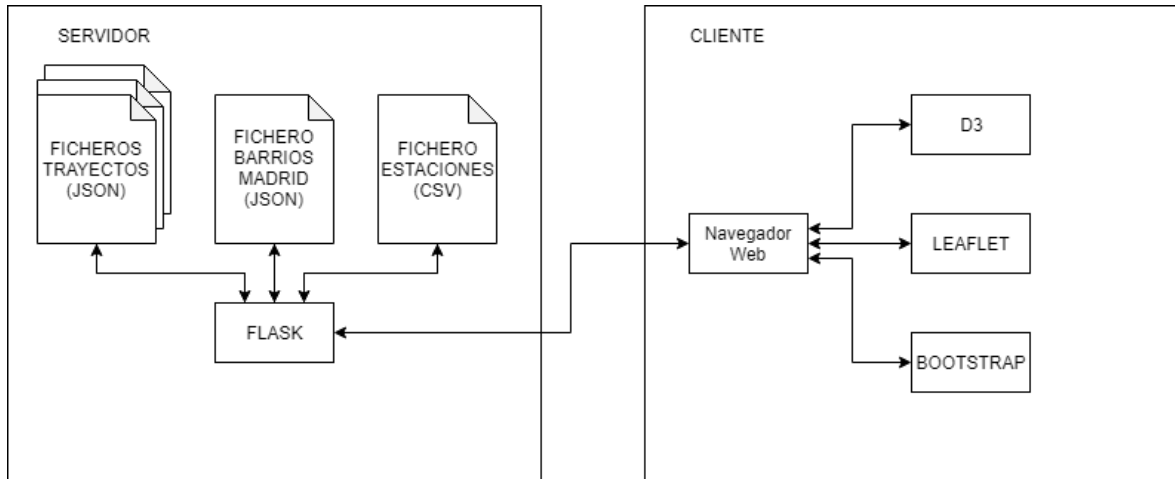 SERVIDOR
FICHEROS
TRAYECTOS
(JSON)
FICHERO
BARRIOS
MADRID
(JSON)
FICHERO
ESTACIONES
(CSV)
FLASK
CLIENTE
Navegador
Web
D3
LEAFLET
BOOTSTRAP